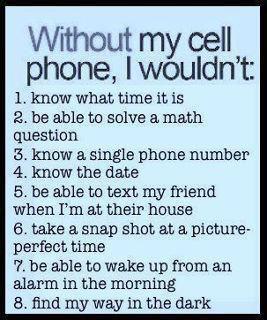 Without my cell
phone, I wouldn't:
1. know what time it is
2. be able to solve a math
question
3. know a single phone number
4. know the date
5. be able to text my friend
when I'm at their house
6. take a snap shot at a picture-
perfect time
7. be able to wake up from an
alarm in the morning
8. find my way in the dark